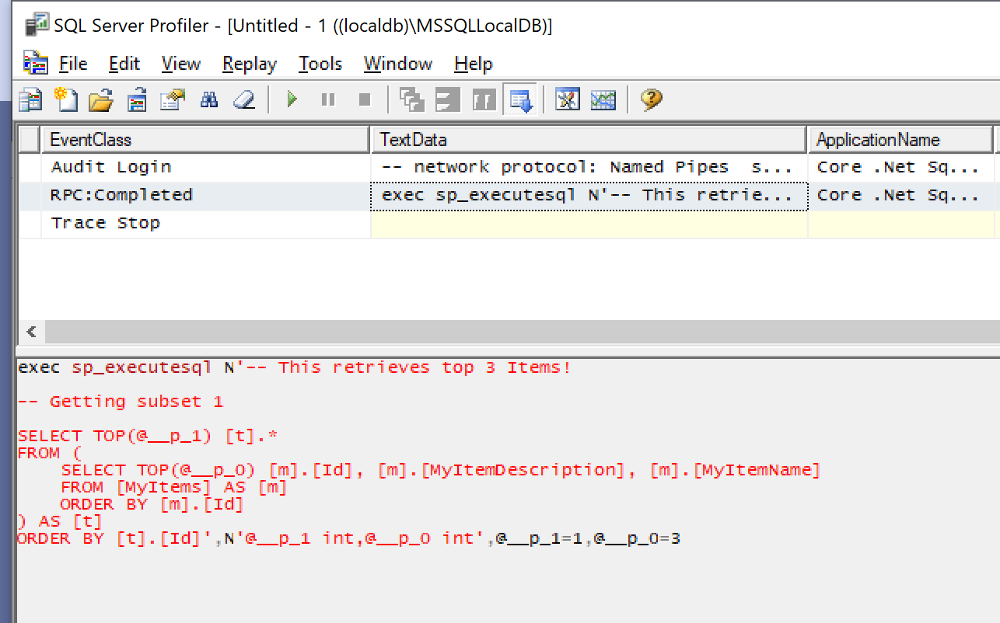 SQL Server Profiler - [Untitled - 1 ((localdb)\MSSQLLocalDB)]
File Edit View Replay Tools Window Help
EventClass TextData ApplicationName
Audit Login -- network protocol: Named Pipes s... Core .Net Sq...
RPC:Completed exec sp_executesql N'-- This retrie... Core .Net Sq...
Trace Stop
exec sp_executesql N'-- This retrieves top 3 Items!
-- Getting subset 1
SELECT TOP(@__p_1) [t].*
FROM (
    SELECT TOP(@__p_0) [m].[Id], [m].[MyItemDescription], [m].[MyItemName]
    FROM [MyItems] AS [m]
    ORDER BY [m].[Id]
) AS [t]
ORDER BY [t].[Id]',N'@__p_1 int,@__p_0 int',@__p_1=1,@__p_0=3